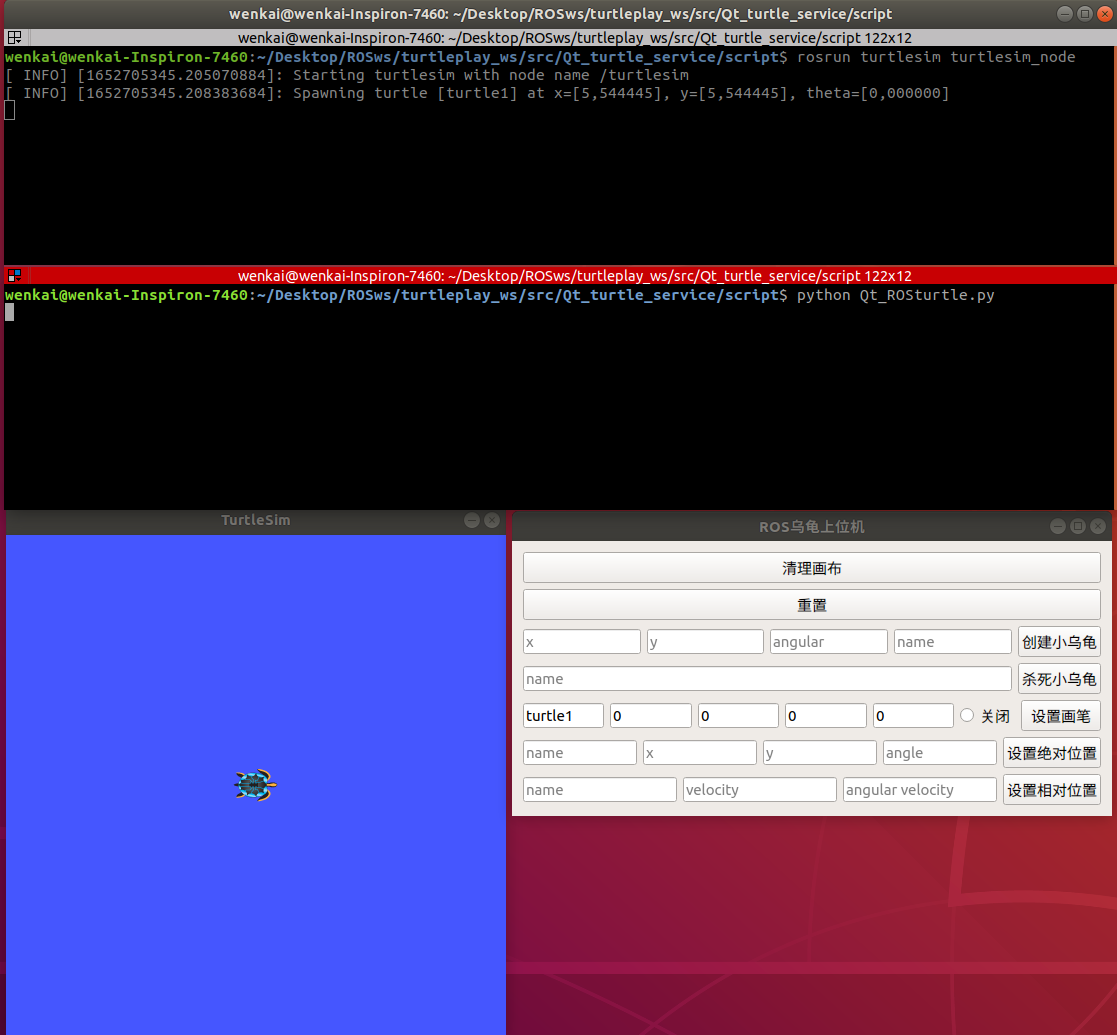 wenkai@wenkai-Inspiron-7460: ~/Desktop/ROSws/turtleplay_ws/src/Qt_turtle_service/script
wenkai@wenkai-Inspiron-7460: ~/Desktop/ROSws/turtleplay_ws/src/Qt_turtle_service/script 122x12
wenkai@wenkai-Inspiron-7460:~/Desktop/ROSws/turtleplay_ws/src/Qt_turtle_service/script$ rosrun turtlesim turtlesim_node
[ INFO] [1652705345.205070884]: Starting turtlesim with node name /turtlesim
[ INFO] [1652705345.208383684]: Spawning turtle [turtle1] at x=[5,544445], y=[5,544445], theta=[0,000000]
wenkai@wenkai-Inspiron-7460: ~/Desktop/ROSws/turtleplay_ws/src/Qt_turtle_service/script 122x12
wenkai@wenkai-Inspiron-7460:~/Desktop/ROSws/turtleplay_ws/src/Qt_turtle_service/script$ python Qt_ROSturtle.py
TurtleSim
ROS乌龟上位机
清理画布
重置
x y angular name 创建小乌龟
name 杀死小乌龟
turtle1 0 0 0 0 关闭 设置画笔
name x y angle 设置绝对位置
name velocity angular velocity 设置相对位置